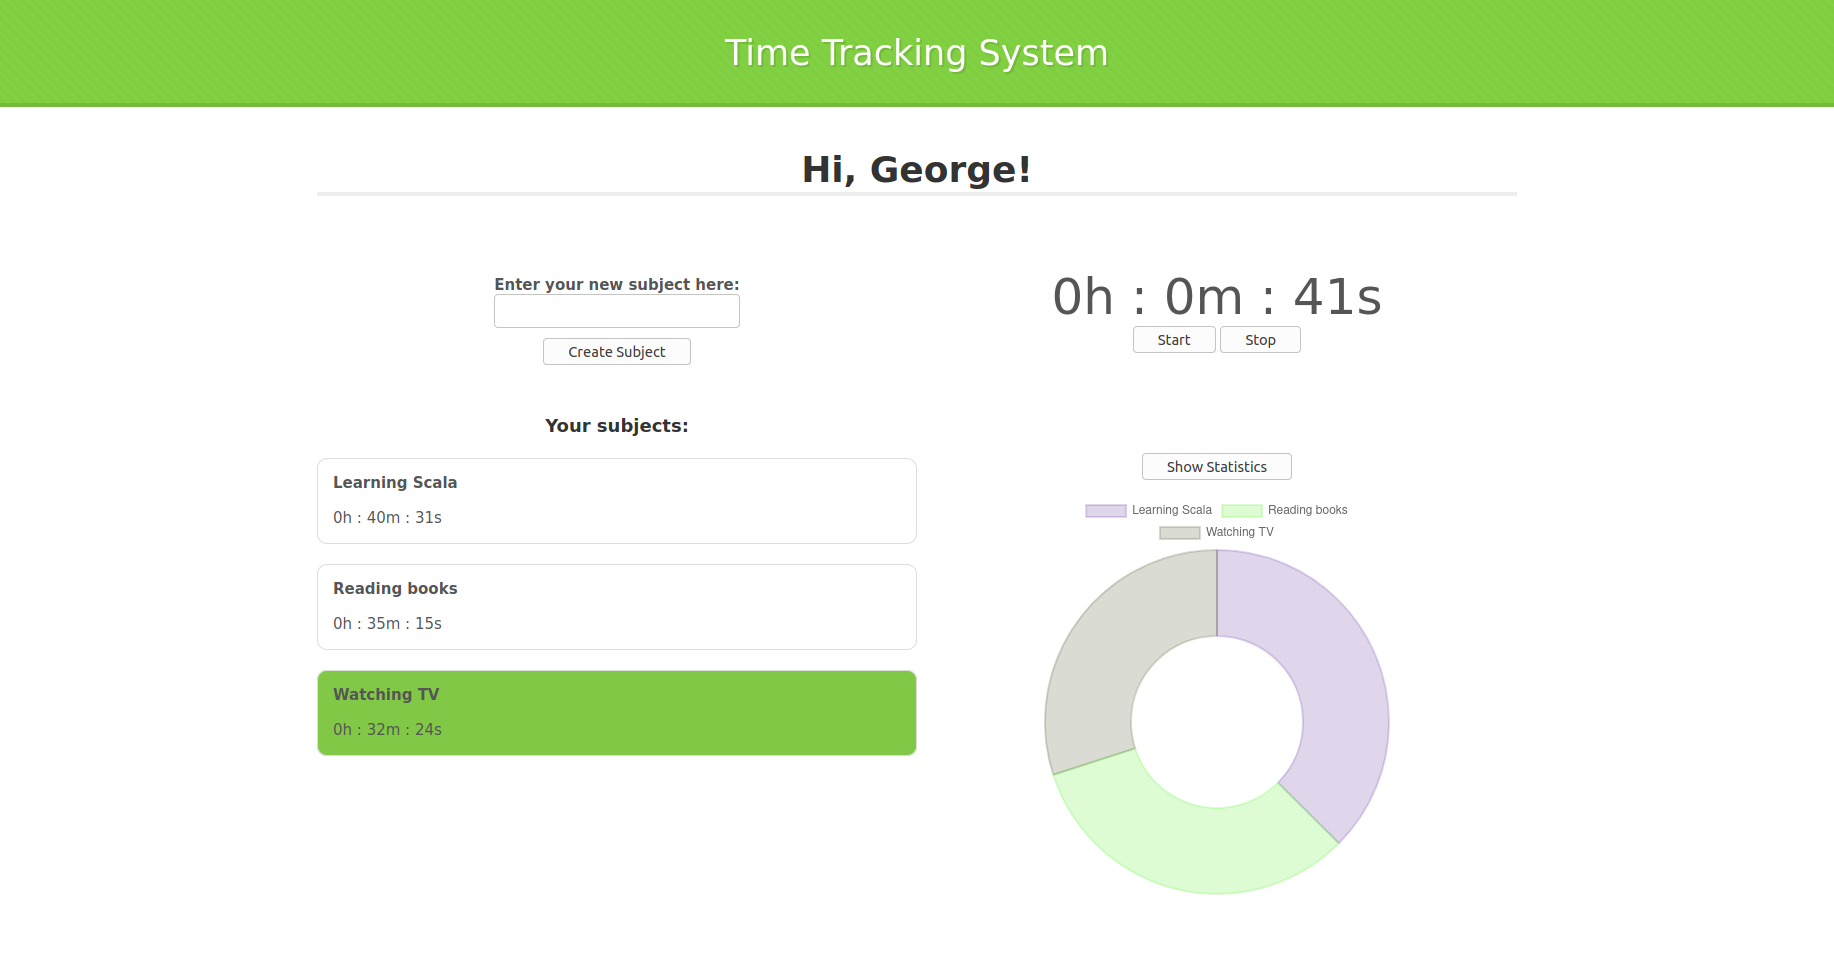 Time Tracking System
Hi, George!
Enter your new subject here:
Create Subject
0h : 0m : 41s
Start Stop
Your subjects:
Learning Scala
0h : 40m : 31s
Reading books
0h : 35m : 15s
Watching TV
0h : 32m : 24s
Show Statistics
Learning Scala Reading books
Watching TV